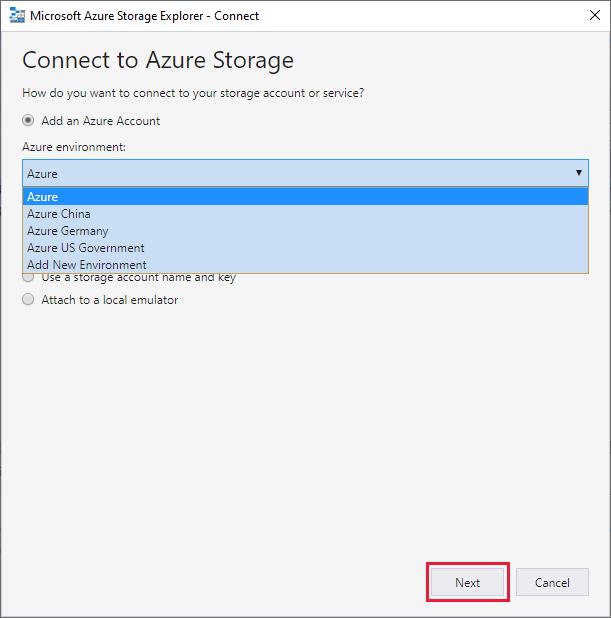 Microsoft Azure Storage Explorer - Connect
Connect to Azure Storage
How do you want to connect to your storage account or service?
Add an Azure Account
Azure environment:
Azure
Azure
Azure China
Azure Germany
Azure US Government
Add New Environment
Use a storage account name and key
Attach to a local emulator
Next
Cancel